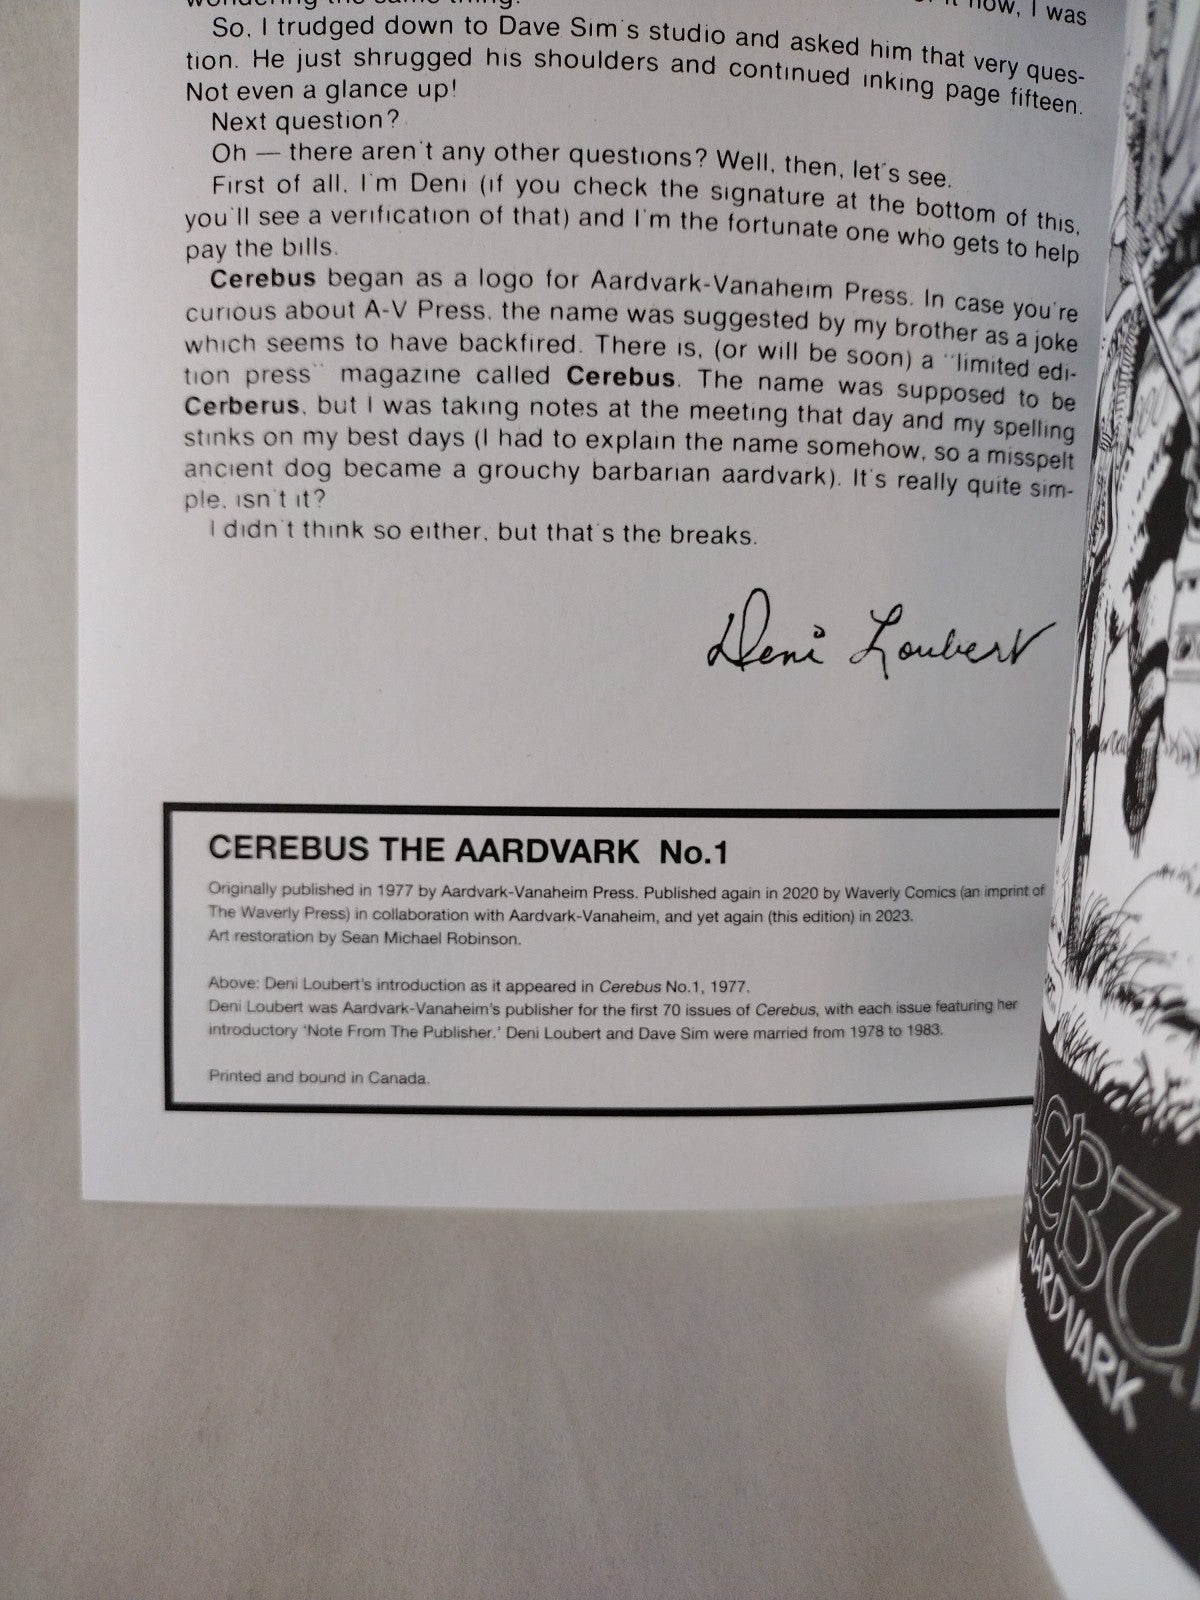 wondering the same thing.
it now, I was
So, I trudged down to Dave Sim's studio and asked him that very ques-
tion. He just shrugged his shoulders and continued inking page fifteen.
Not even a glance up!
Next question?
Oh — there aren't any other questions? Well, then, let's see.
First of all, I'm Deni (if you check the signature at the bottom of this,
you'll see a verification of that) and I'm the fortunate one who gets to help
pay the bills.
Cerebus began as a logo for Aardvark-Vanaheim Press. In case you're
curious about A-V Press, the name was suggested by my brother as a joke
which seems to have backfired. There is, (or will be soon) a "limited edi-
tion press" magazine called Cerebus. The name was supposed to be
Cerberus, but I was taking notes at the meeting that day and my spelling
stinks on my best days (I had to explain the name somehow, so a misspelt
ancient dog became a grouchy barbarian aardvark). It's really quite sim-
ple, isn't it?
I didn't think so either, but that's the breaks.
Deni Loubert
CEREBUS THE AARDVARK No.1
Originally published in 1977 by Aardvark-Vanaheim Press. Published again in 2020 by Waverly Comics (an imprint of
The Waverly Press) in collaboration with Aardvark-Vanaheim, and yet again (this edition) in 2023.
Art restoration by Sean Michael Robinson.
Above: Deni Loubert's introduction as it appeared in Cerebus No.1, 1977.
Deni Loubert was Aardvark-Vanaheim's publisher for the first 70 issues of Cerebus, with each issue featuring her
introductory 'Note From The Publisher.' Deni Loubert and Dave Sim were married from 1978 to 1983.
Printed and bound in Canada.
EBU
AARDVARK